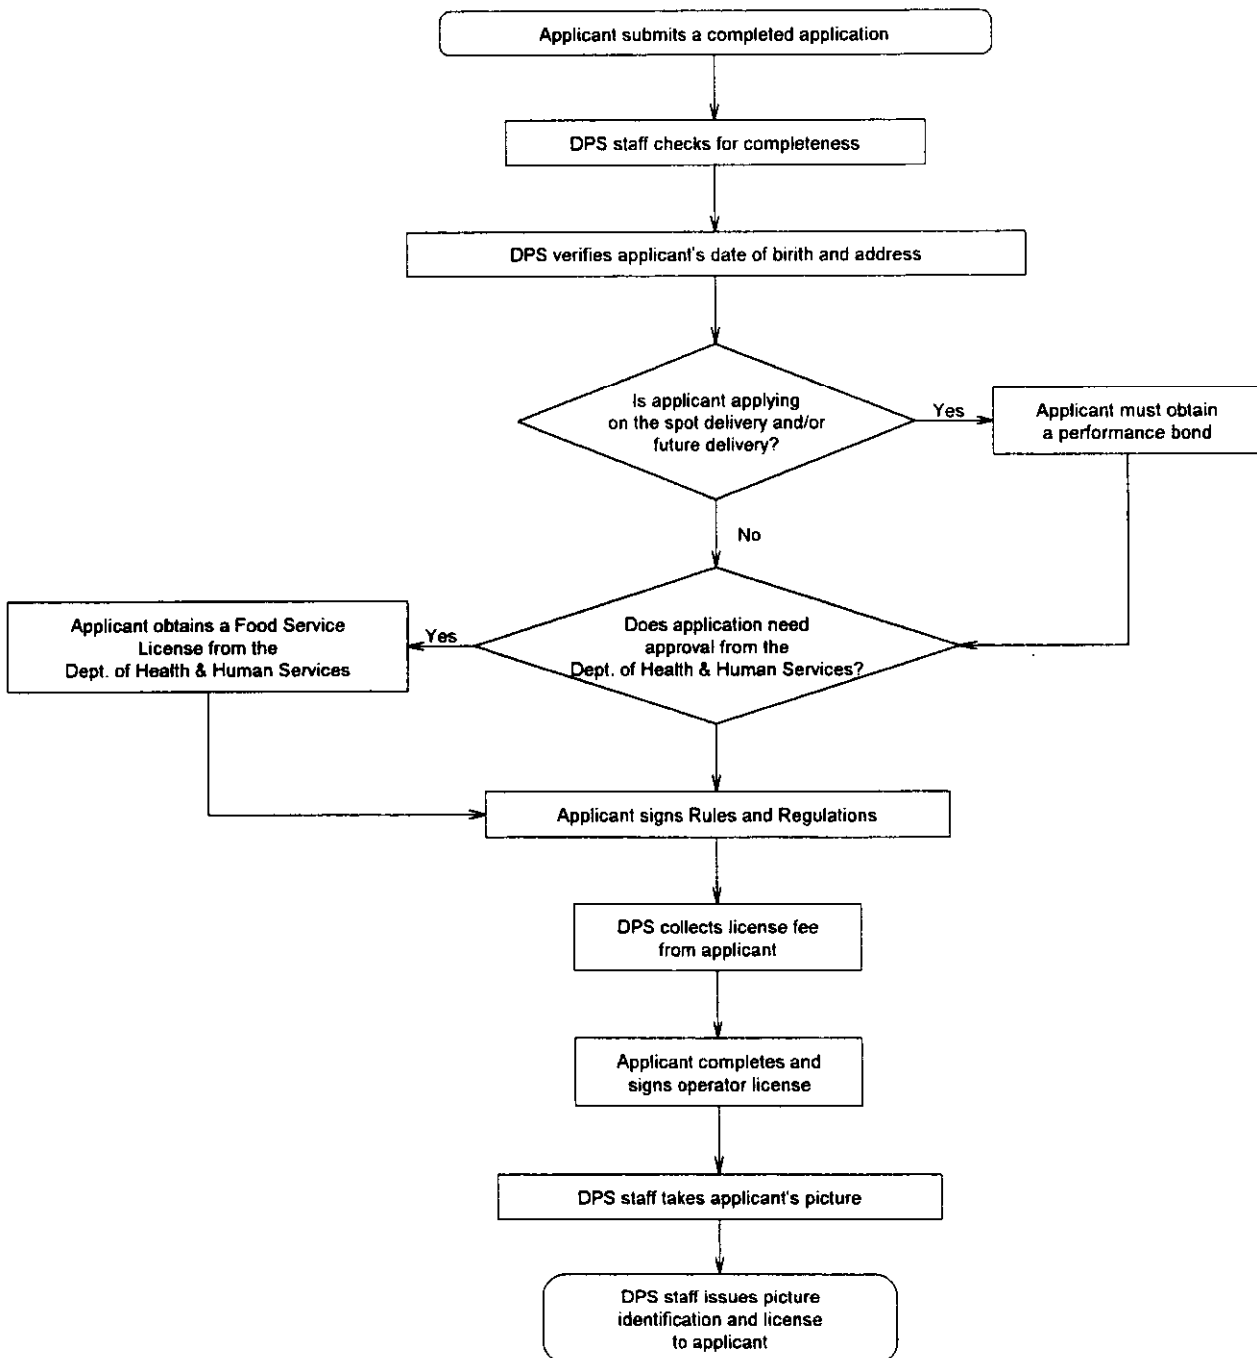 Applicant submits a completed application
DPS staff checks for completeness
DPS verifies applicant's date of birith and address
Is applicant applying
on the spot delivery and/or
future delivery?
Yes
Applicant must obtain
a performance bond
No
Applicant obtains a Food Service
License from the
Dept. of Health & Human Services
Yes
Does application need
approval from the
Dept. of Health & Human Services?
Applicant signs Rules and Regulations
DPS collects license fee
from applicant
Applicant completes and
signs operator license
DPS staff takes applicant's picture
DPS staff issues picture
identification and license
to applicant